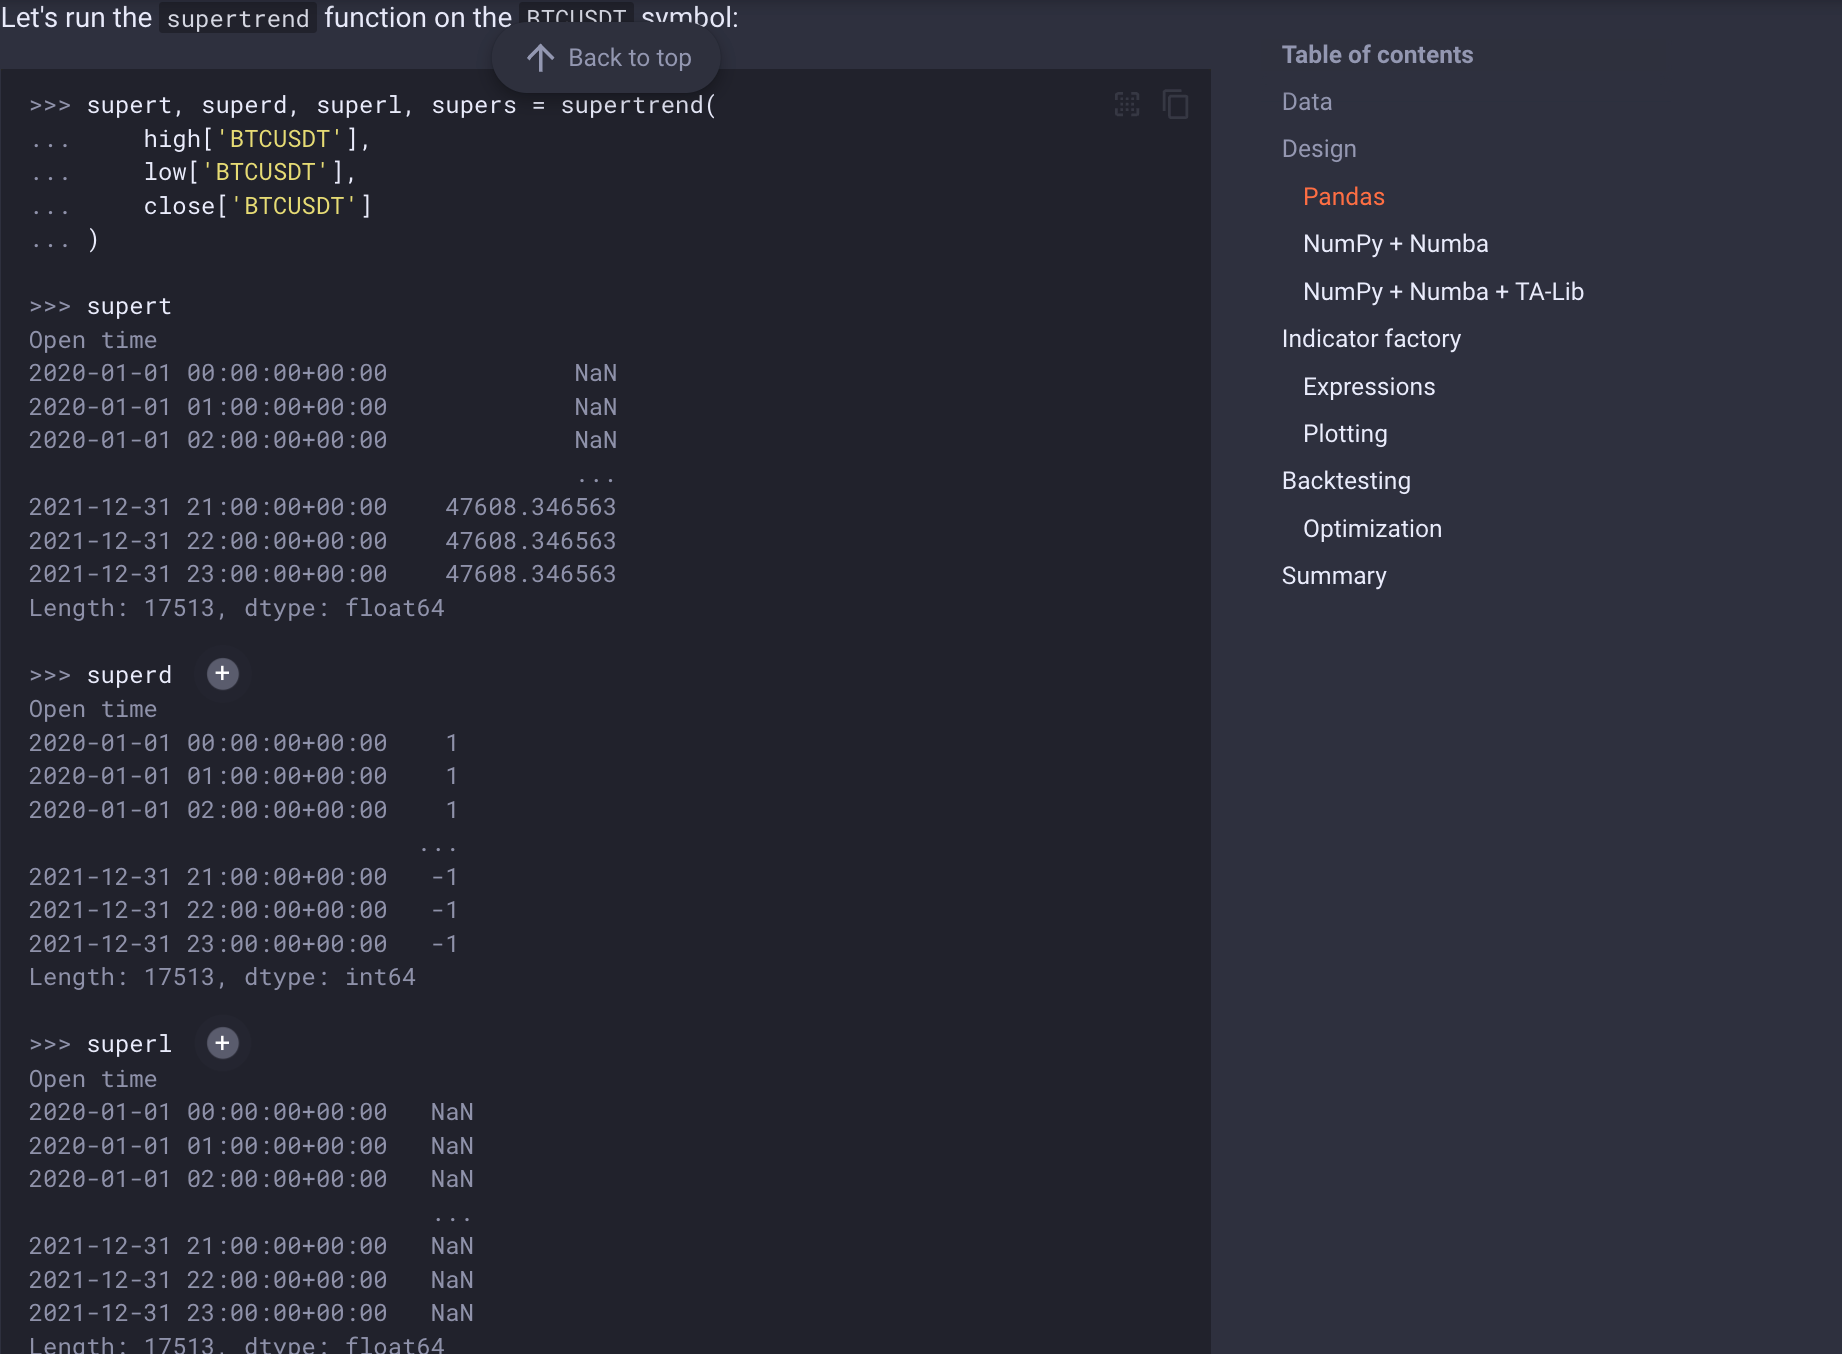 Let's run the supertrend function on the BTCUSDT symbol:
Back to top
>>> supert, superd, superl, supers = supertrend(
...     high['BTCUSDT'],
...     low['BTCUSDT'],
...     close['BTCUSDT']
... )
>>> supert
Open time
2020-01-01 00:00:00+00:00             NaN
2020-01-01 01:00:00+00:00             NaN
2020-01-01 02:00:00+00:00             NaN
...
2021-12-31 21:00:00+00:00    47608.346563
2021-12-31 22:00:00+00:00    47608.346563
2021-12-31 23:00:00+00:00    47608.346563
Length: 17513, dtype: float64
>>> superd +
Open time
2020-01-01 00:00:00+00:00    1
2020-01-01 01:00:00+00:00    1
2020-01-01 02:00:00+00:00    1
...
2021-12-31 21:00:00+00:00   -1
2021-12-31 22:00:00+00:00   -1
2021-12-31 23:00:00+00:00   -1
Length: 17513, dtype: int64
>>> superl +
Open time
2020-01-01 00:00:00+00:00   NaN
2020-01-01 01:00:00+00:00   NaN
2020-01-01 02:00:00+00:00   NaN
...
2021-12-31 21:00:00+00:00   NaN
2021-12-31 22:00:00+00:00   NaN
2021-12-31 23:00:00+00:00   NaN
Length: 17513, dtype: float64
Table of contents
Data
Design
Pandas
NumPy + Numba
NumPy + Numba + TA-Lib
Indicator factory
Expressions
Plotting
Backtesting
Optimization
Summary